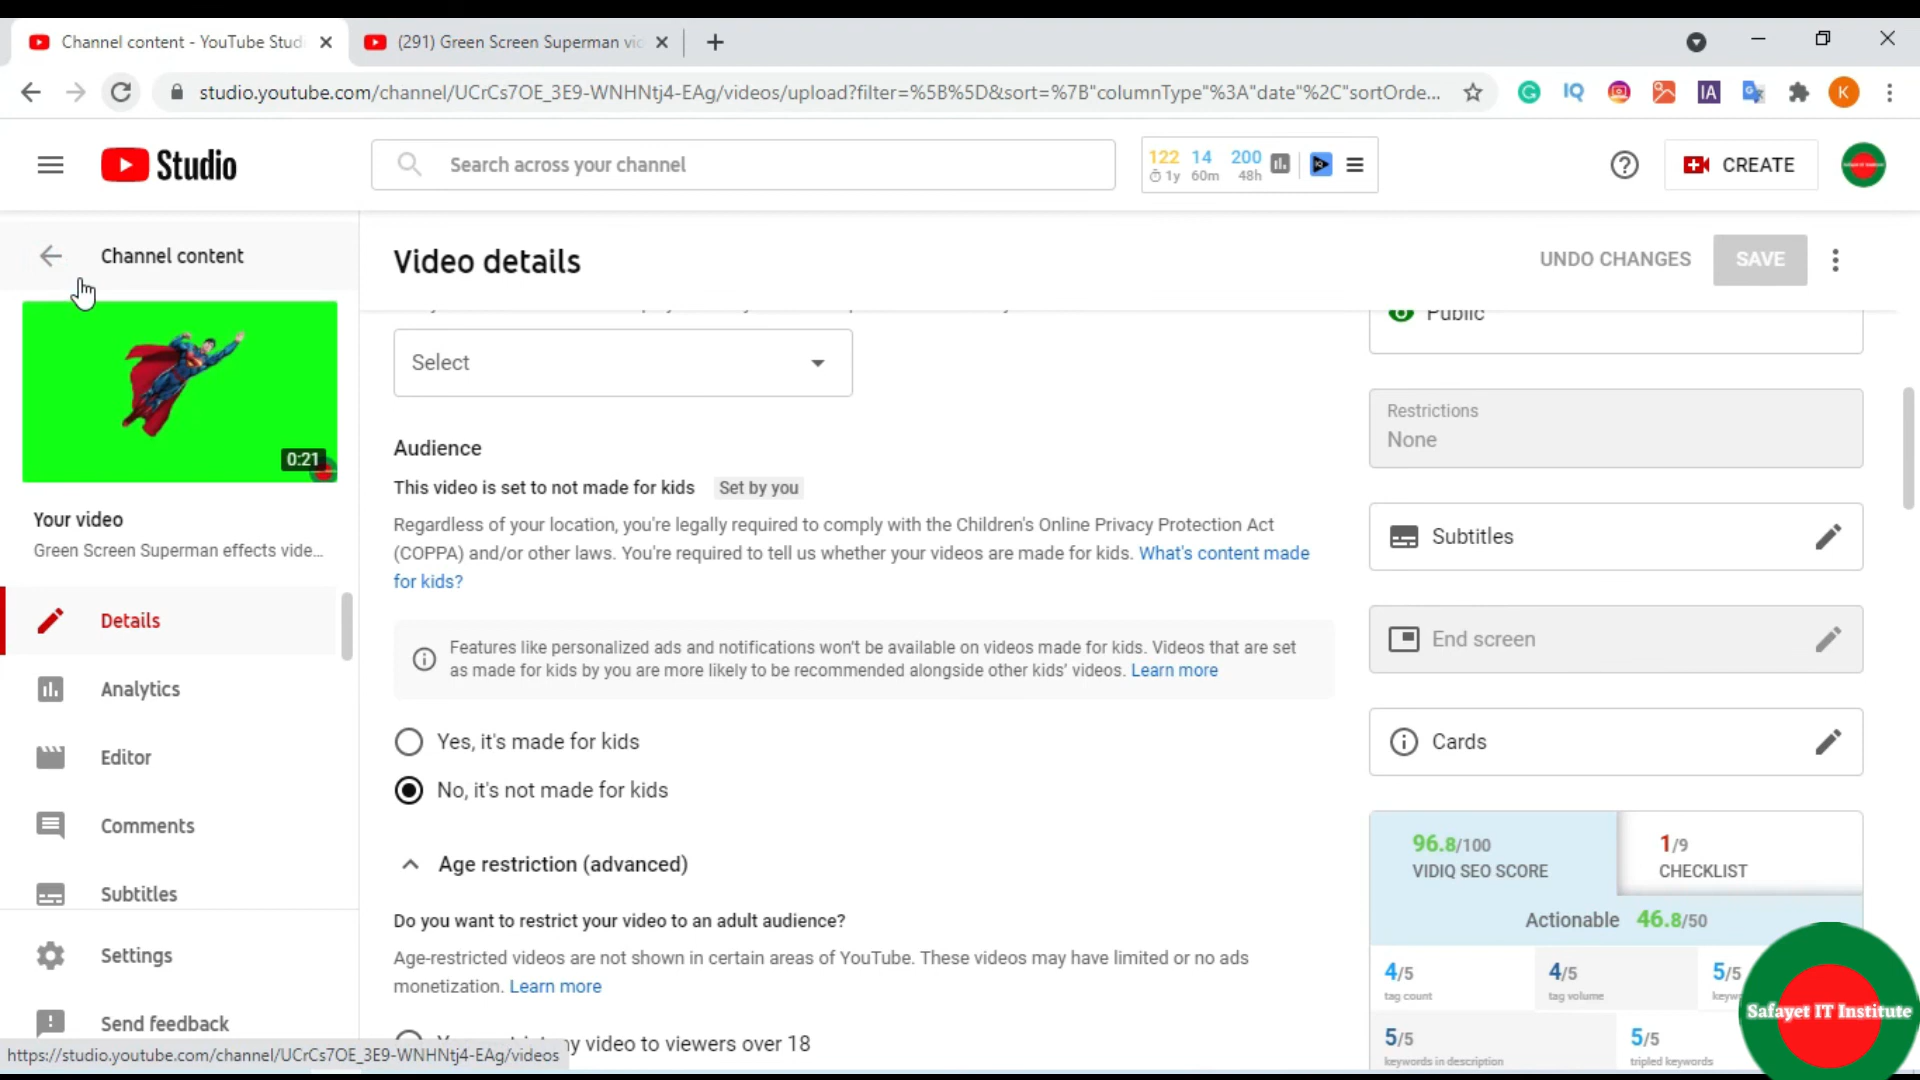 Channel content - YouTube Studi
(291) Green Screen Superman vic
studio.youtube.com/channel/UCrCs7OE_3E9-WNHNtj4-EAg/videos/upload?filter=%5B%5D&sort=%7B"columnType"%3A"date"%2C"sortOrde...
IQ
IA
K
Studio
Search across your channel
122 14 200
1y 60m 48h
CREATE
Channel content
Video details
UNDO CHANGES
SAVE
Public
Select
0:21
Restrictions
None
Audience
This video is set to not made for kids Set by you
Regardless of your location, you're legally required to comply with the Children's Online Privacy Protection Act
(COPPA) and/or other laws. You're required to tell us whether your videos are made for kids. What's content made
for kids?
Your video
Green Screen Superman effects vide...
Subtitles
Details
Features like personalized ads and notifications won't be available on videos made for kids. Videos that are set
as made for kids by you are more likely to be recommended alongside other kids' videos. Learn more
End screen
Analytics
Yes, it's made for kids
Cards
Editor
No, it's not made for kids
Comments
96.8/100
VIDIQ SEO SCORE
1/9
CHECKLIST
Age restriction (advanced)
Subtitles
Do you want to restrict your video to an adult audience?
Actionable 46.8/50
Settings
Age-restricted videos are not shown in certain areas of YouTube. These videos may have limited or no ads
monetization. Learn more
4/5
tag count
4/5
tag volume
5/5
Safayet IT Institute
Send feedback
my video to viewers over 18
5/5
keywords in description
5/5
tripled keywords
https://studio.youtube.com/channel/UCrCs7OE_3E9-WNHNtj4-EAg/videos